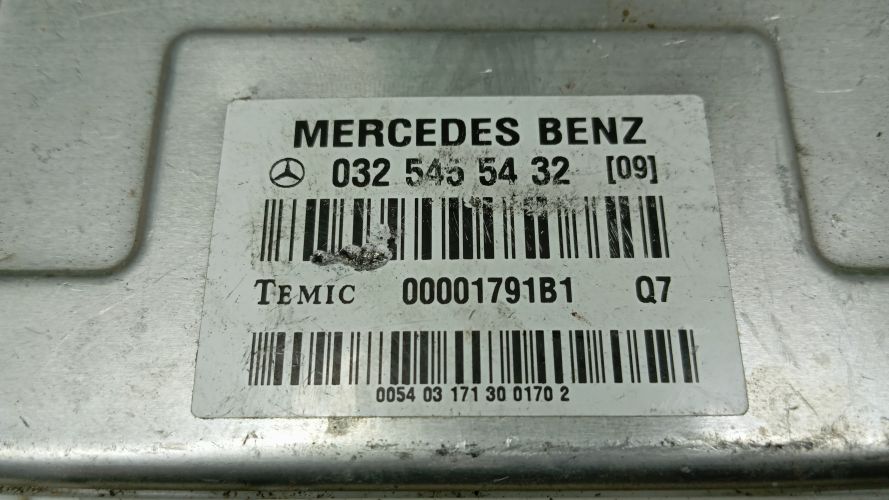 MERCEDES BENZ
032 545 54 32 [09]
TEMIC 00001791B1 Q7
0054 03 171 30 0170 2